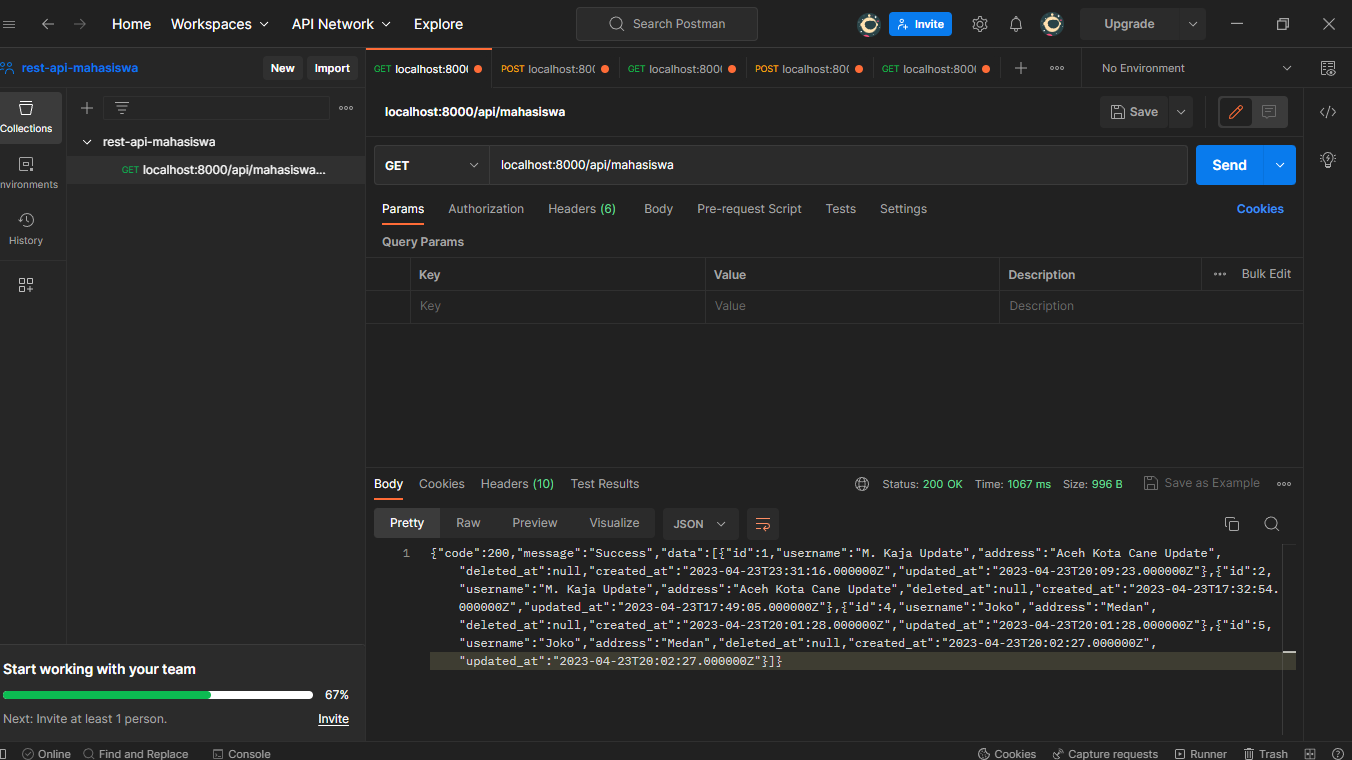 Home Workspaces API Network Explore Search Postman Invite Upgrade
rest-api-mahasiswa New Import GET localhost:800 POST localhost:80 GET localhost:800 POST localhost:80 GET localhost:800 No Environment
Collections
nvironments
History
rest-api-mahasiswa
GET localhost:8000/api/mahasiswa...
localhost:8000/api/mahasiswa Save
GET localhost:8000/api/mahasiswa Send
Params Authorization Headers (6) Body Pre-request Script Tests Settings Cookies
Query Params
Key Value Description Bulk Edit
Key Value Description
Body Cookies Headers (10) Test Results Status: 200 OK Time: 1067 ms Size: 996 B Save as Example
Pretty Raw Preview Visualize JSON
1 {"code":200,"message":"Success","data":[{"id":1,"username":"M. Kaja Update","address":"Aceh Kota Cane Update",
"deleted_at":null,"created_at":"2023-04-23T23:31:16.000000Z","updated_at":"2023-04-23T20:09:23.000000Z"},{"id":2,
"username":"M. Kaja Update","address":"Aceh Kota Cane Update","deleted_at":null,"created_at":"2023-04-23T17:32:54.
000000Z","updated_at":"2023-04-23T17:49:05.000000Z"},{"id":4,"username":"Joko","address":"Medan",
"deleted_at":null,"created_at":"2023-04-23T20:01:28.000000Z","updated_at":"2023-04-23T20:01:28.000000Z"},{"id":5,
"username":"Joko","address":"Medan","deleted_at":null,"created_at":"2023-04-23T20:02:27.000000Z",
"updated_at":"2023-04-23T20:02:27.000000Z"}]}
Start working with your team
67%
Next: Invite at least 1 person. Invite
Online Find and Replace Console Cookies Capture requests Runner Trash